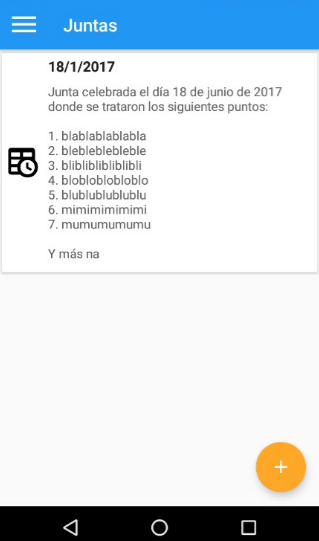 Juntas
18/1/2017
Junta celebrada el día 18 de junio de 2017
donde se trataron los siguientes puntos:
1. blablablablabla
2. blebleblebleble
3. bliblibliblibli
4. blobloblobloblo
5. blublublublublu
6. mimimimimimi
7. mumumumumu
Y más na
+